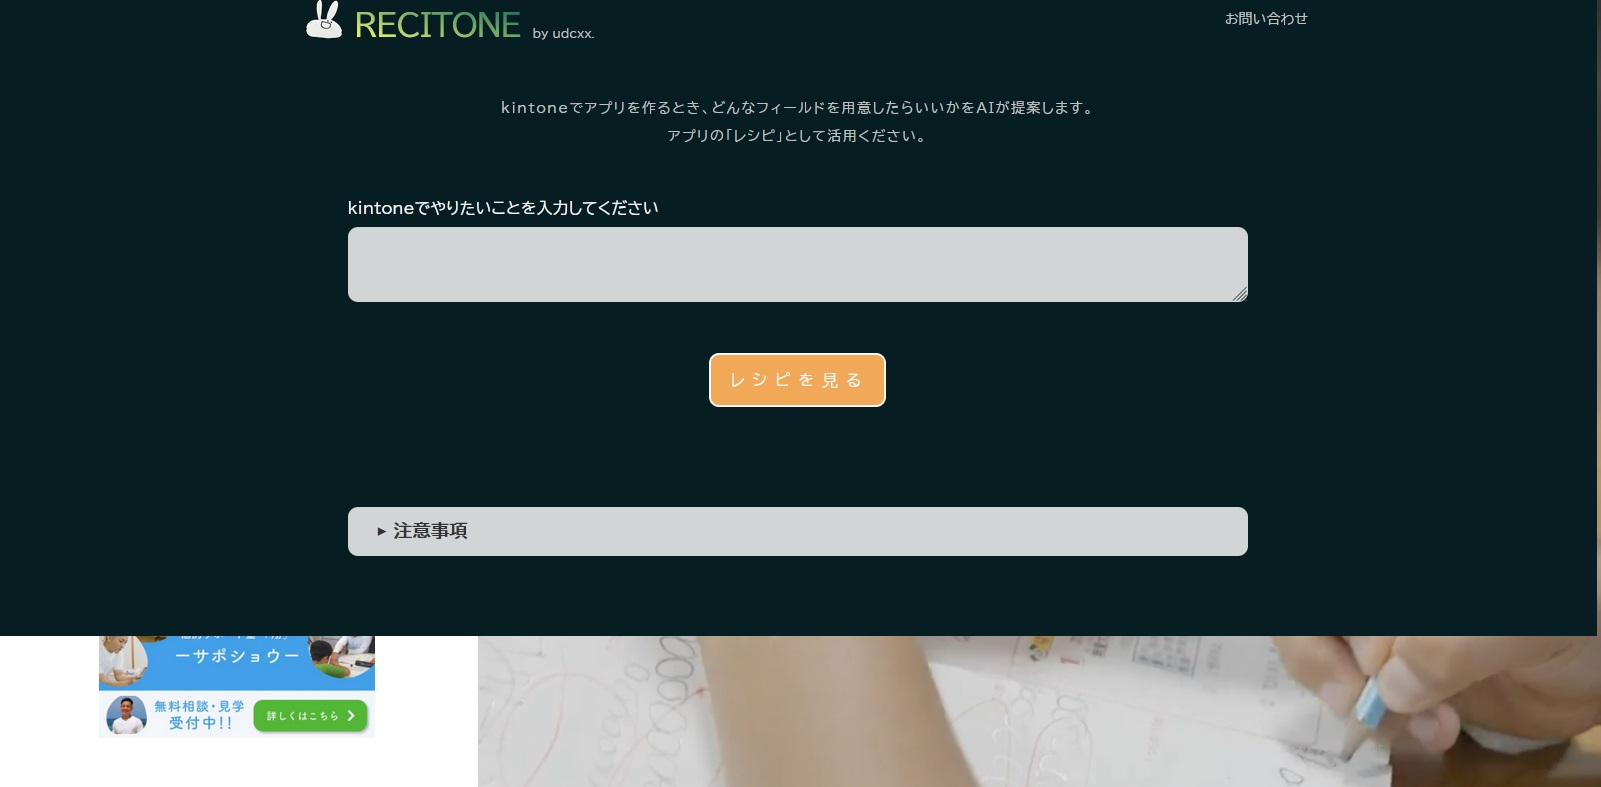 RECITONE by udcxx.
お問い合わせ
kintoneでアプリを作るとき、どんなフィールドを用意したらいいかをAIが提案します。
アプリの「レシピ」として活用ください。
kintoneでやりたいことを入力してください
レシピを見る
▸ 注意事項
ーサポショウー
無料相談・見学
受付中!!
詳しくはこちら